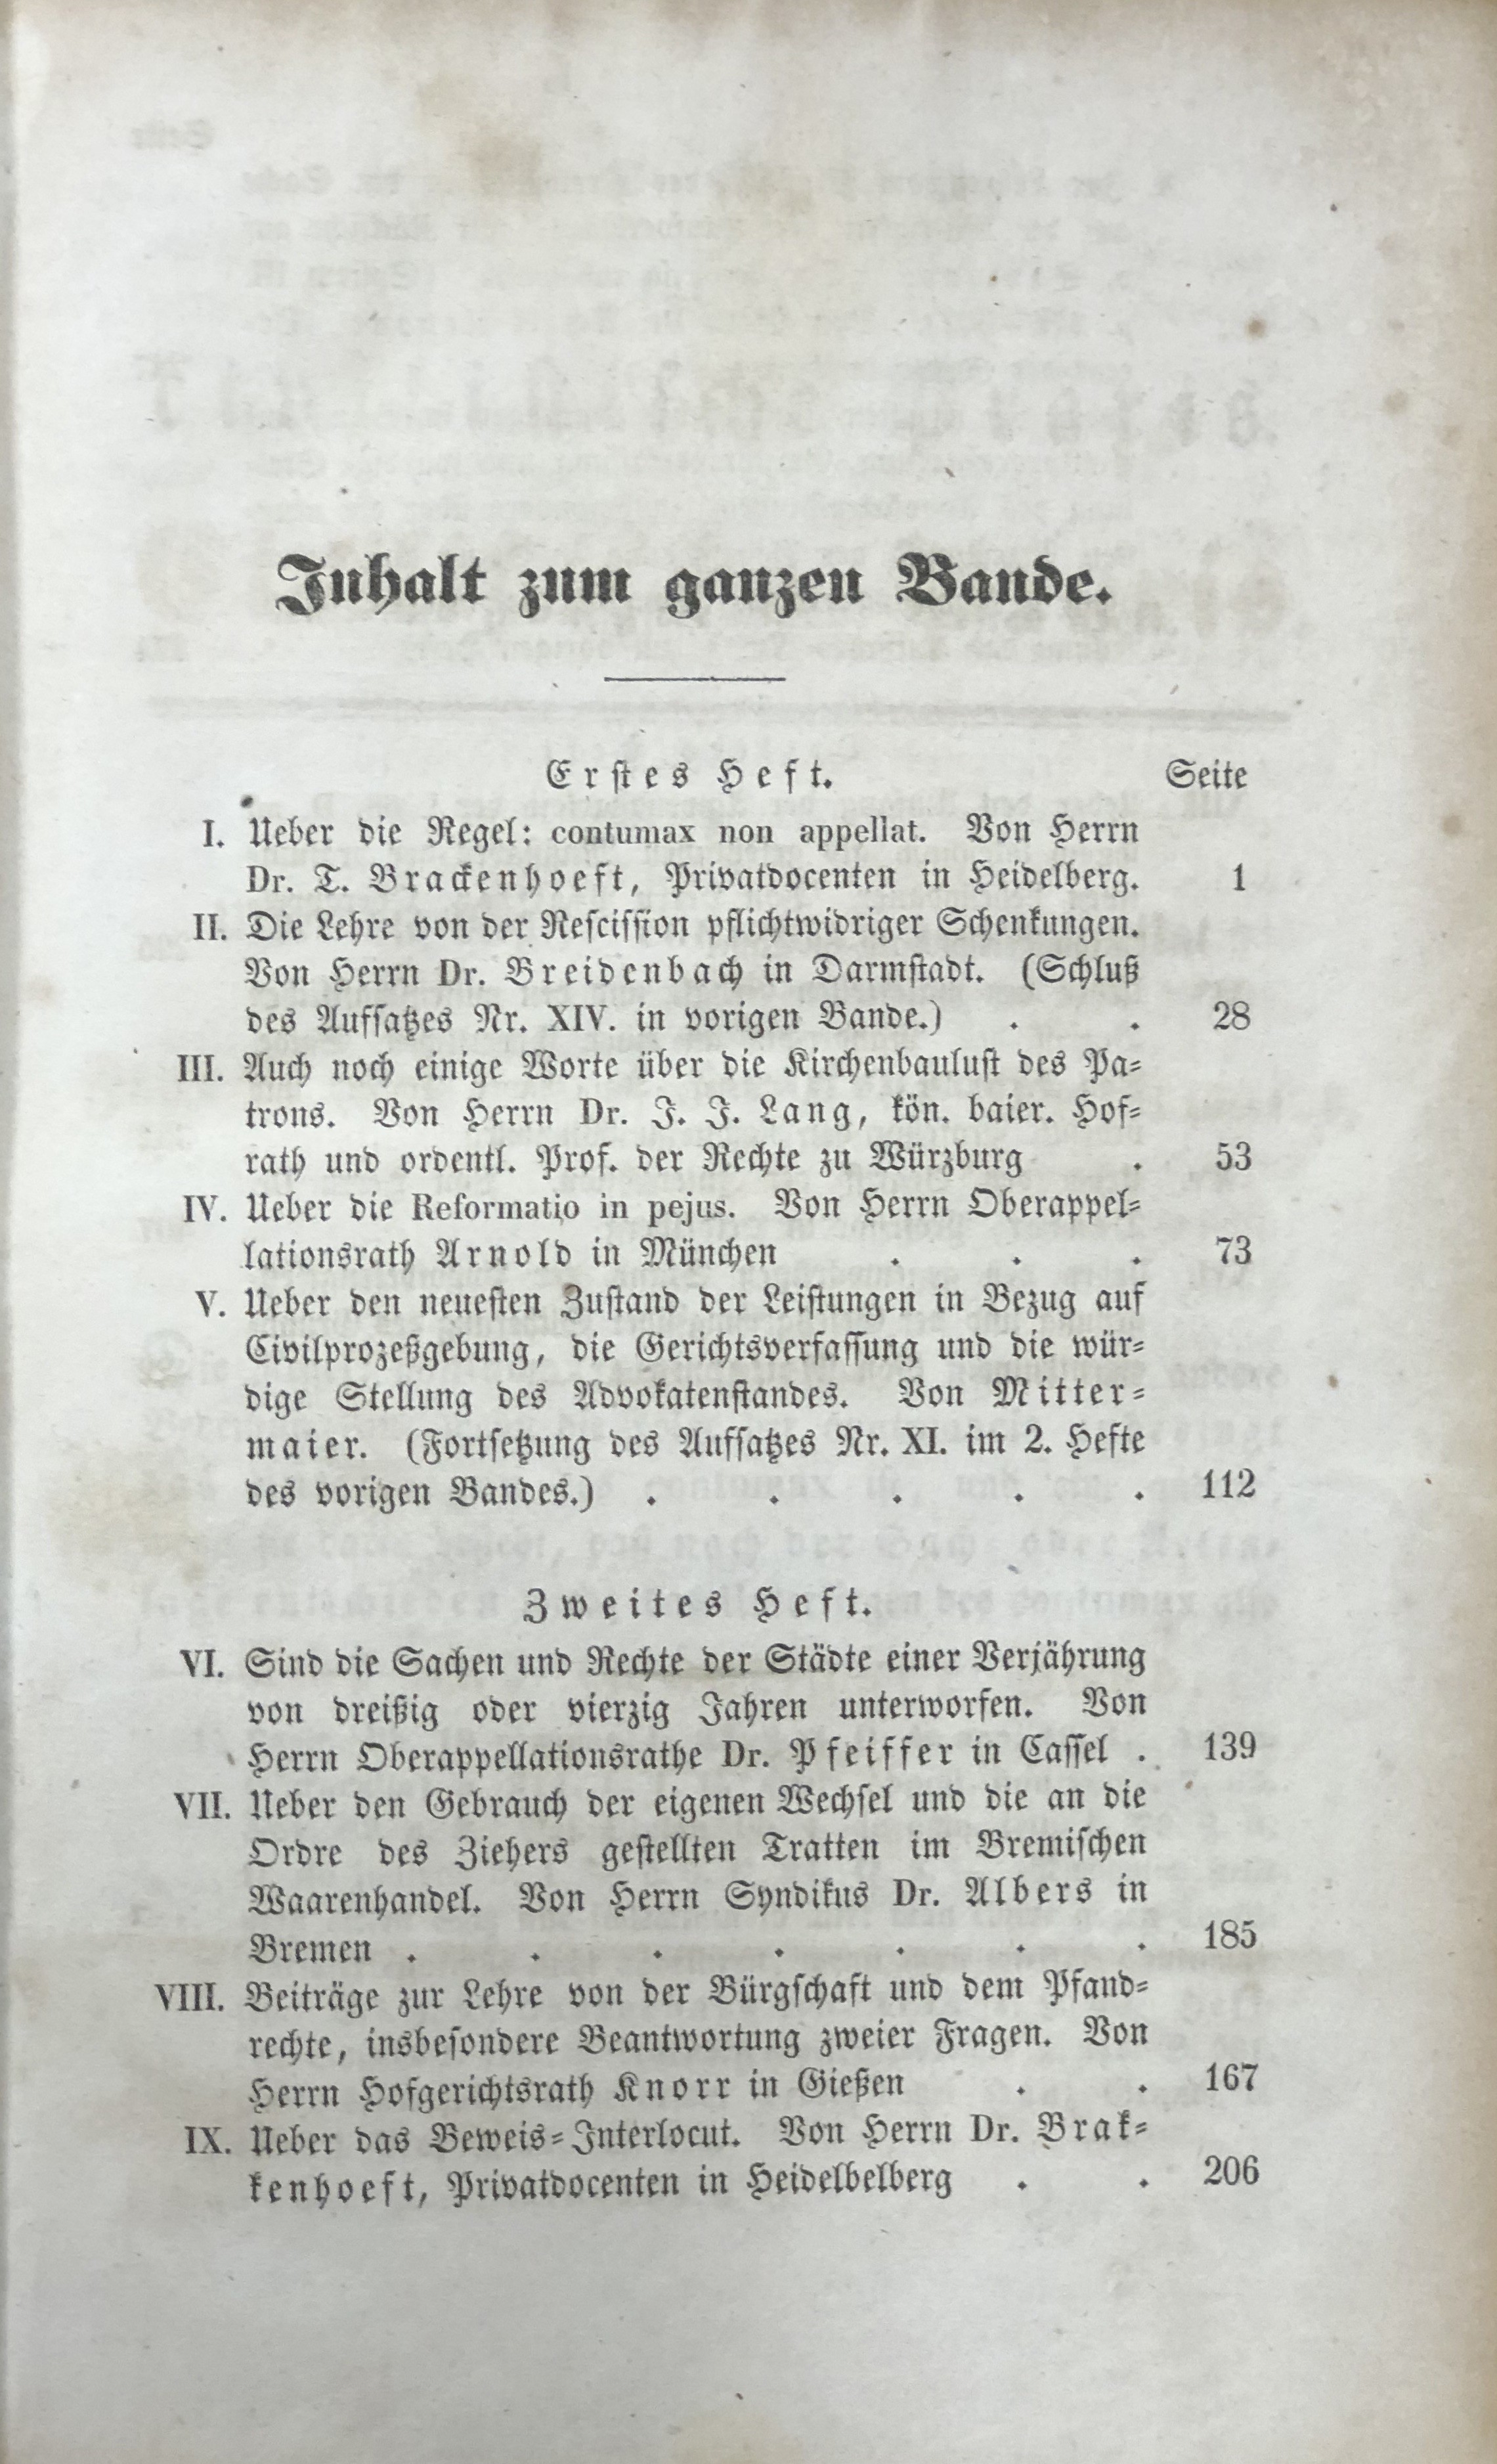 Inhalt zum ganzen Bande.
Erstes Heft. Seite
I. Ueber die Regel: contumax non appellat. Von Herrn
Dr. T. Brackenhoeft, Privatdocenten in Heidelberg. 1
II. Die Lehre von der Rescission pflichtwidriger Schenkungen.
Von Herrn Dr. Breidenbach in Darmstadt. (Schluß
des Aufsatzes Nr. XIV. in vorigen Bande.) . . 28
III. Auch noch einige Worte über die Kirchenbaulust des Pa-
trons. Von Herrn Dr. J. J. Lang, kön. baier. Hof-
rath und ordentl. Prof. der Rechte zu Würzburg . 53
IV. Ueber die Reformatio in pejus. Von Herrn Oberappel-
lationsrath Arnold in München . . . 73
V. Ueber den neuesten Zustand der Leistungen in Bezug auf
Civilprozeßgebung, die Gerichtsverfassung und die wür-
dige Stellung des Advokatenstandes. Von Mitter-
maier. (Fortsetzung des Aufsatzes Nr. XI. im 2. Hefte
des vorigen Bandes.) . . . . . 112
Zweites Heft.
VI. Sind die Sachen und Rechte der Städte einer Verjährung
von dreißig oder vierzig Jahren unterworfen. Von
Herrn Oberappellationsrathe Dr. Pfeiffer in Cassel . 139
VII. Ueber den Gebrauch der eigenen Wechsel und die an die
Ordre des Ziehers gestellten Tratten im Bremischen
Waarenhandel. Von Herrn Syndikus Dr. Albers in
Bremen . . . . . . . 185
VIII. Beiträge zur Lehre von der Bürgschaft und dem Pfand-
rechte, insbesondere Beantwortung zweier Fragen. Von
Herrn Hofgerichtsrath Knorr in Gießen . . 167
IX. Ueber das Beweis-Interlocut. Von Herrn Dr. Brak-
kenhoeft, Privatdocenten in Heidelbelberg . . 206